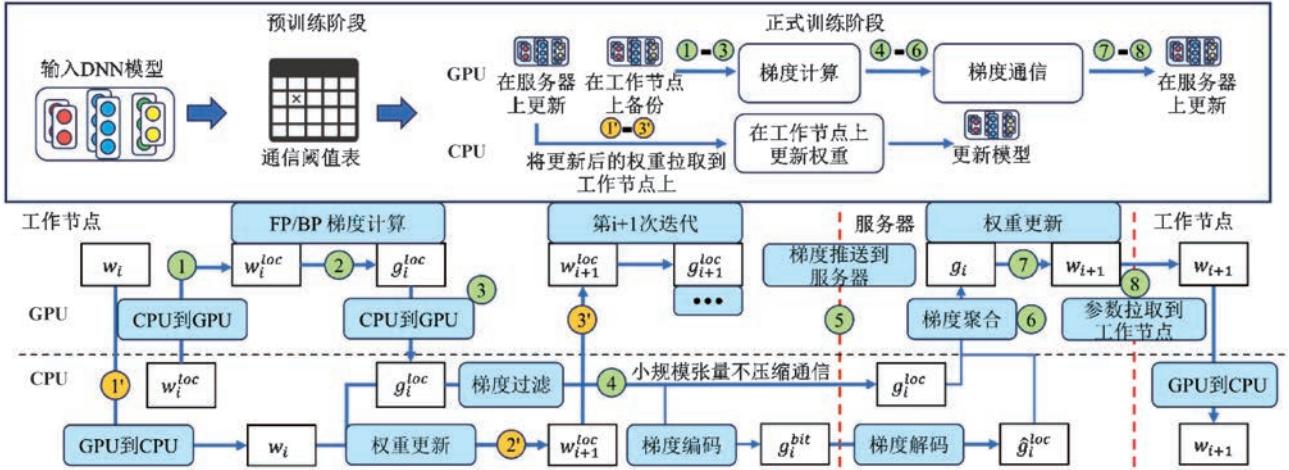 预训练阶段
正式训练阶段
输入DNN模型
通信阈值表
GPU
CPU
在服务器
上更新
在工作节点
上备份
①-③
梯度计算
④-⑥
梯度通信
⑦-⑧
在服务器
上更新
①'-③'
将更新后的权重拉取到
工作节点上
在工作节点上
更新权重
更新模型
工作节点
FP/BP 梯度计算
第i+1次迭代
服务器
权重更新
工作节点
w_i
①
w_i^{loc}
②
g_i^{loc}
w_{i+1}^{loc}
g_{i+1}^{loc}
梯度推送到
服务器
g_i
⑦
w_{i+1}
⑧
w_{i+1}
GPU
CPU到GPU
CPU到GPU
③
3'
•••
⑤
梯度聚合
⑥
参数拉取到
工作节点
CPU
1'
w_i^{loc}
g_i^{loc}
梯度过滤
④
小规模张量不压缩通信
g_i^{loc}
GPU到CPU
GPU到CPU
w_i
权重更新
2'
w_{i+1}^{loc}
梯度编码
g_i^{bit}
梯度解码
ĝ_i^{loc}
w_{i+1}